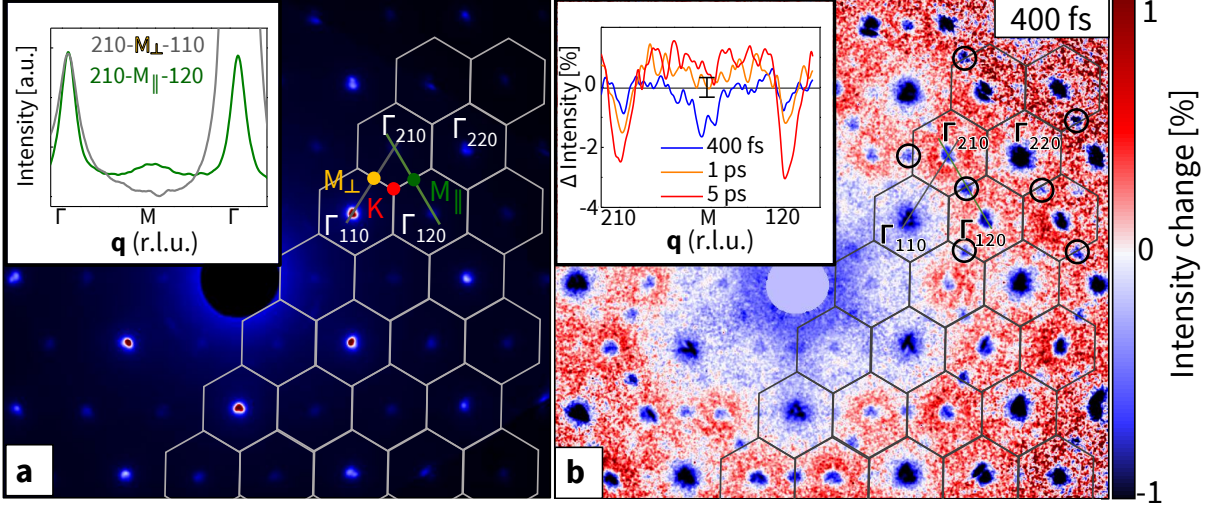 Intensity [a.u.]
210-M⊥-110
210-M∥-120
Γ M Γ
q (r.l.u.)
Γ210
Γ220
M⊥
K
M∥
Γ110
Γ120
a
Δ Intensity [%]
0
-2
-4
400 fs
1 ps
5 ps
210 M 120
q (r.l.u.)
400 fs
Γ210
Γ220
Γ110
Γ120
b
1
0
-1
Intensity change [%]